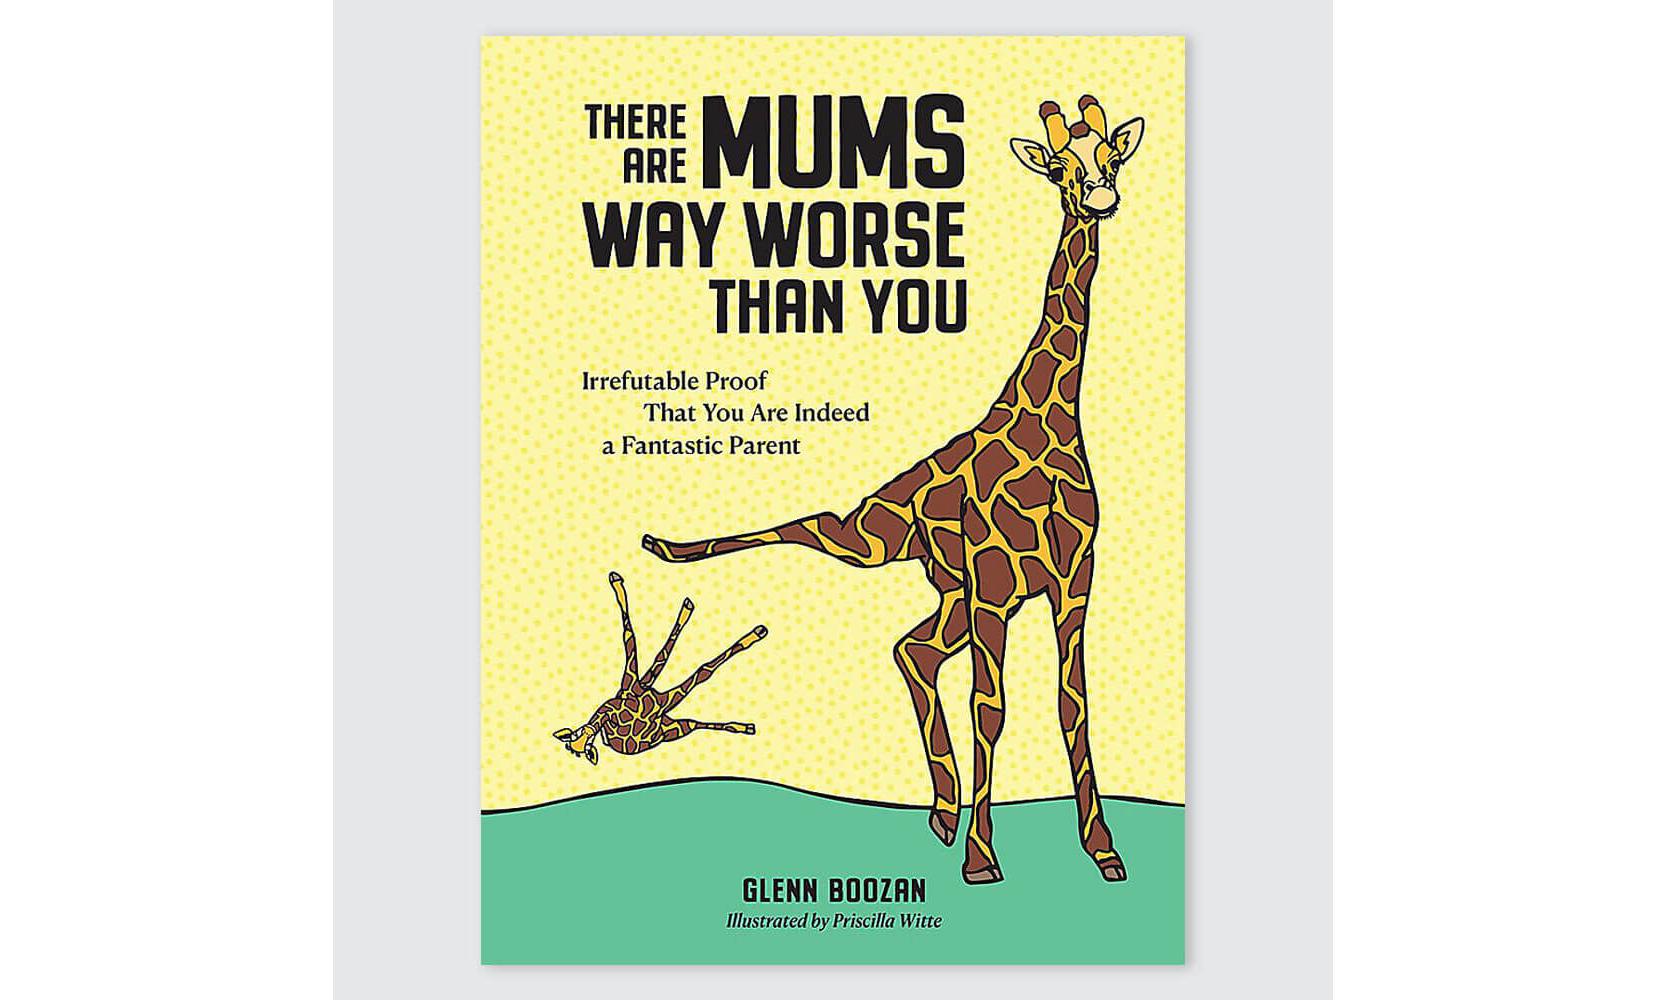 THERE
ARE MUMS
WAY WORSE
THAN YOU
Irrefutable Proof
That You Are Indeed
a Fantastic Parent
GLENN BOOZAN
Illustrated by Priscilla Witte